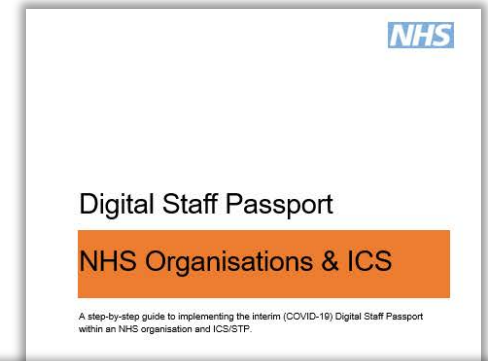 NHS
Digital Staff Passport
NHS Organisations & ICS
A step-by-step guide to implementing the interim (COVID-19) Digital Staff Passport
within an NHS organisation and ICS/STP.